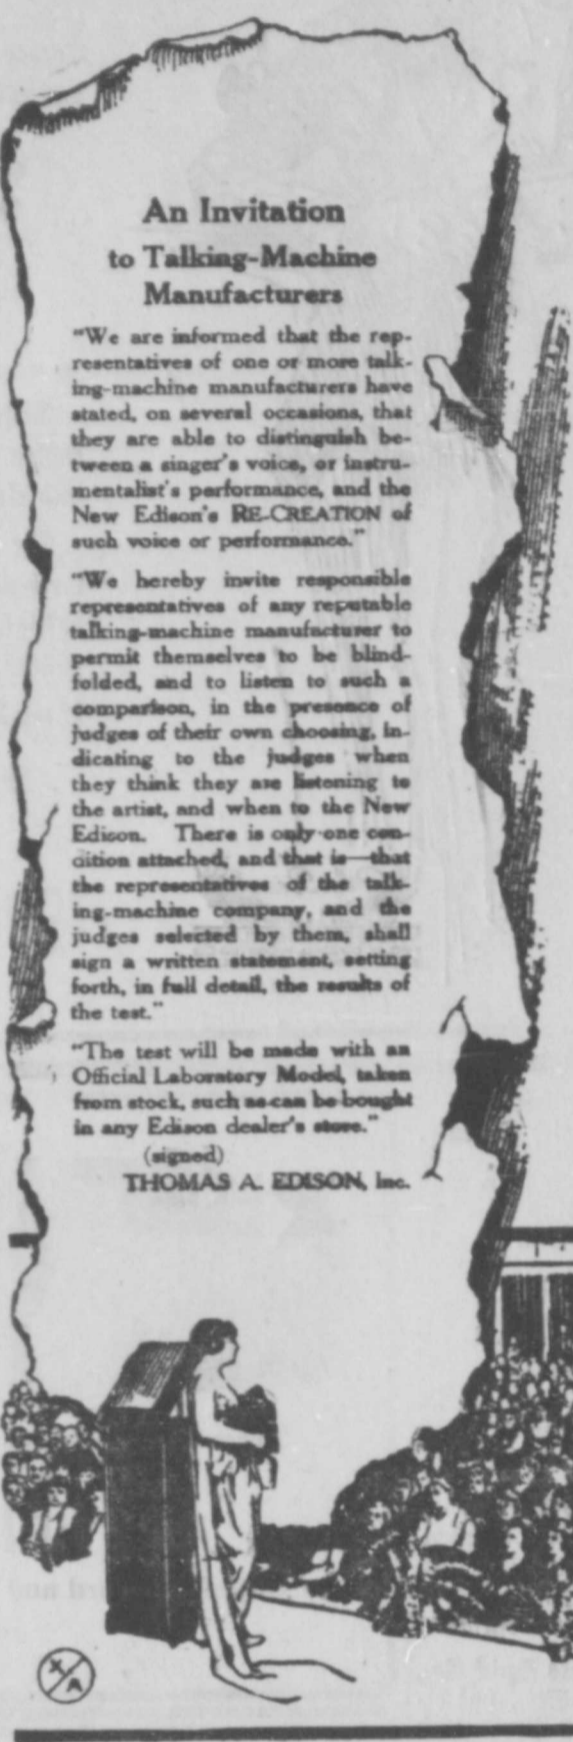 An Invitation
to Talking-Machine
Manufacturers
"We are informed that the rep-
resentatives of one or more talk-
ing-machine manufacturers have
stated, on several occasions, that
they are able to distinguish be-
tween a singer's voice, or instru-
mentalist's performance, and the
New Edison's RE-CREATION of
such voice or performance."
"We hereby invite responsible
representatives of any reputable
talking-machine manufacturer to
permit themselves to be blind-
folded, and to listen to such a
comparison, in the presence of
judges of their own choosing, in-
dicating to the judges when
they think they are listening to
the artist, and when to the New
Edison. There is only one con-
dition attached, and that is—that
the representatives of the talk-
ing-machine company, and the
judges selected by them, shall
sign a written statement, setting
forth, in full detail, the results of
the test."
"The test will be made with an
Official Laboratory Model, taken
from stock, such as can be bought
in any Edison dealer's store."
(signed)
THOMAS A. EDISON, Inc.
X/A